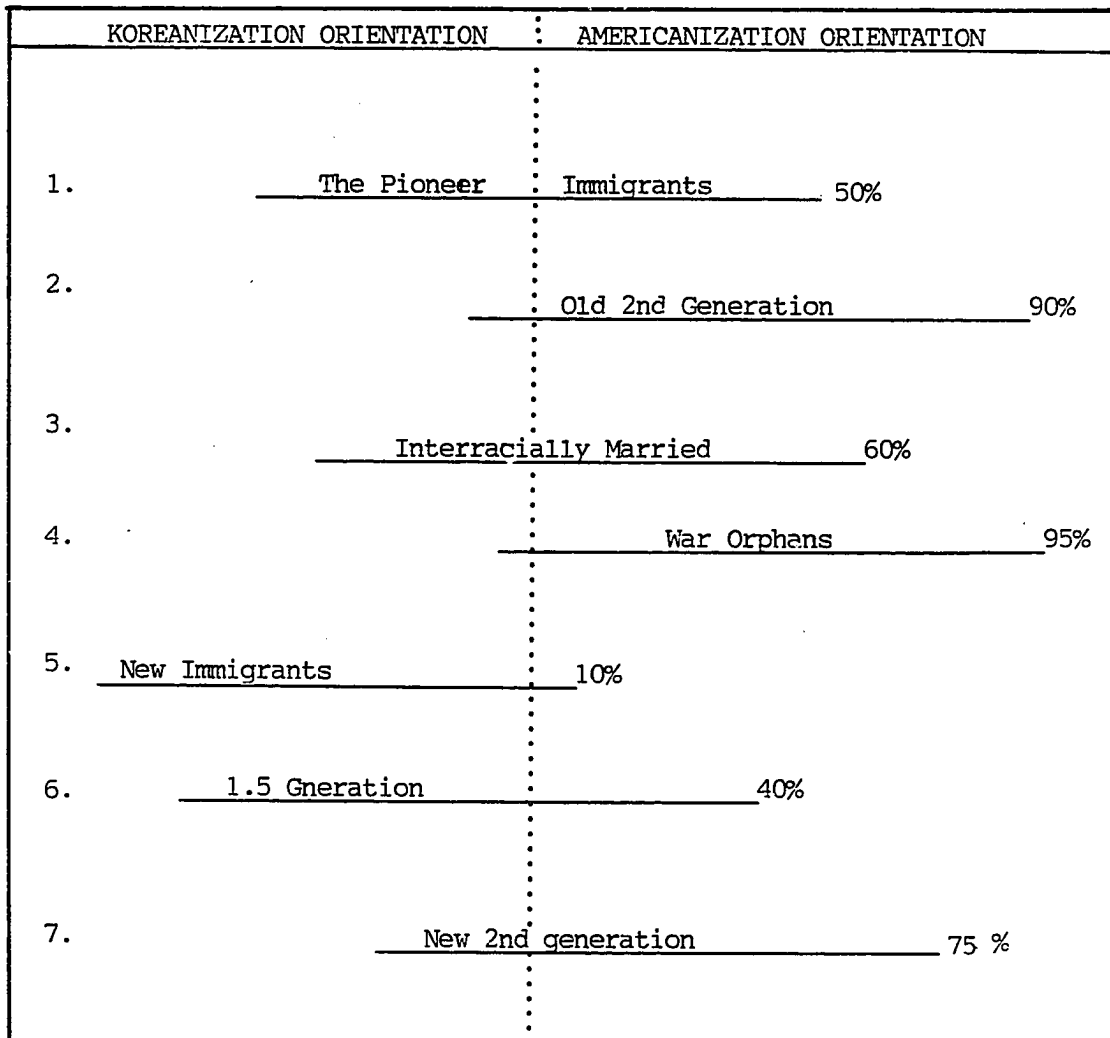 KOREANIZATION ORIENTATION : AMERICANIZATION ORIENTATION
1. The Pioneer Immigrants 50%
2. Old 2nd Generation 90%
3. Interracially Married 60%
4. War Orphans 95%
5. New Immigrants 10%
6. 1.5 Gneration 40%
7. New 2nd generation 75 %